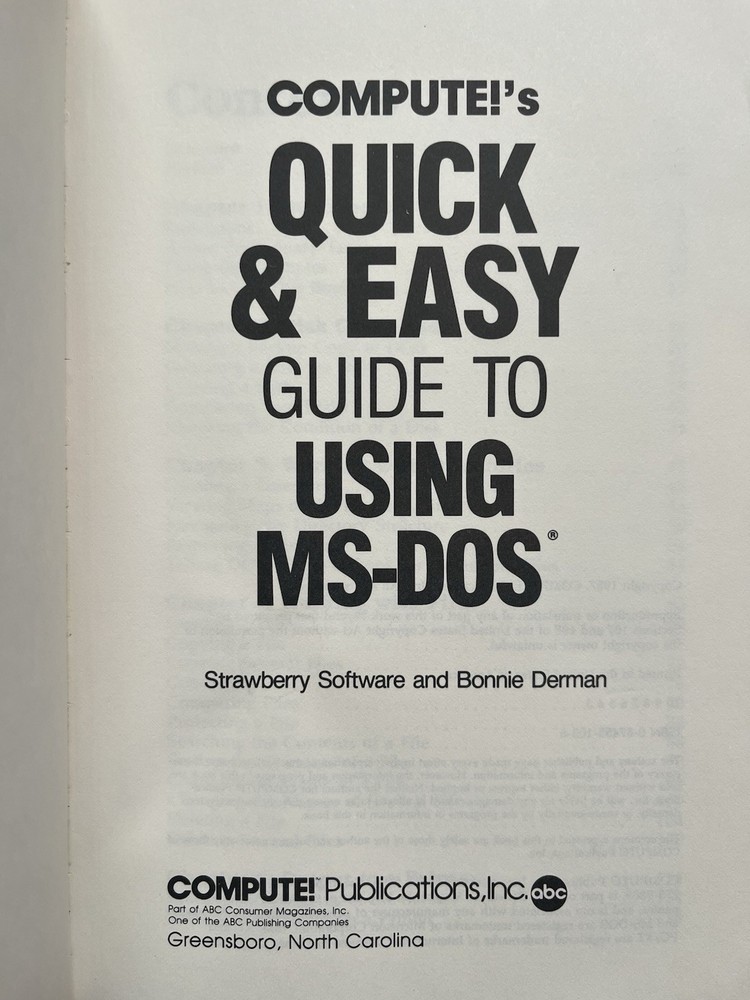 COMPUTE!'s
QUICK
& EASY
GUIDE TO
USING
MS-DOS®
Strawberry Software and Bonnie Derman
COMPUTE!™ Publications,Inc. abc
Part of ABC Consumer Magazines, Inc.
One of the ABC Publishing Companies
Greensboro, North Carolina